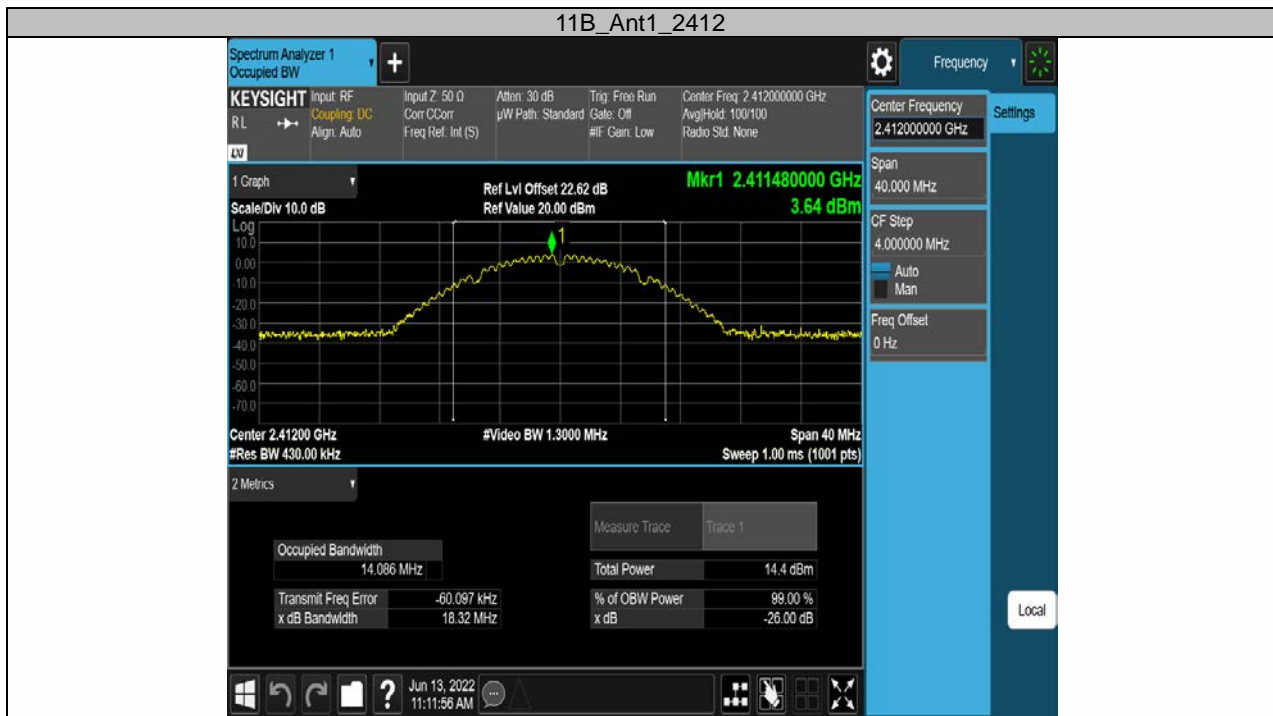 11B_Ant1_2412
Spectrum Analyzer 1
Occupied BW
+
Frequency
KEYSIGHT
RL
LXI
Input: RF
Coupling: DC
Align: Auto
Input Z: 50 Ω
Corr CCorr
Freq Ref: Int (S)
Atten: 30 dB
µW Path: Standard
Trig: Free Run
Gate: Off
#IF Gain: Low
Center Freq: 2.412000000 GHz
Avg|Hold: 100/100
Radio Std: None
Center Frequency
2.412000000 GHz
Settings
Span
40.000 MHz
CF Step
4.000000 MHz
Auto
Man
Freq Offset
0 Hz
Local
1 Graph
Scale/Div 10.0 dB
Ref Lvl Offset 22.62 dB
Ref Value 20.00 dBm
Mkr1 2.411480000 GHz
3.64 dBm
Log
1
10.0
0.00
-10.0
-20.0
-30.0
-40.0
-50.0
-60.0
-70.0
Center 2.41200 GHz
#Res BW 430.00 kHz
#Video BW 1.3000 MHz
Span 40 MHz
Sweep 1.00 ms (1001 pts)
2 Metrics
Measure Trace Trace 1
Occupied Bandwidth
14.086 MHz
Total Power 14.4 dBm
Transmit Freq Error -60.097 kHz
% of OBW Power 99.00 %
x dB Bandwidth 18.32 MHz
x dB -26.00 dB
?
Jun 13, 2022
11:11:56 AM